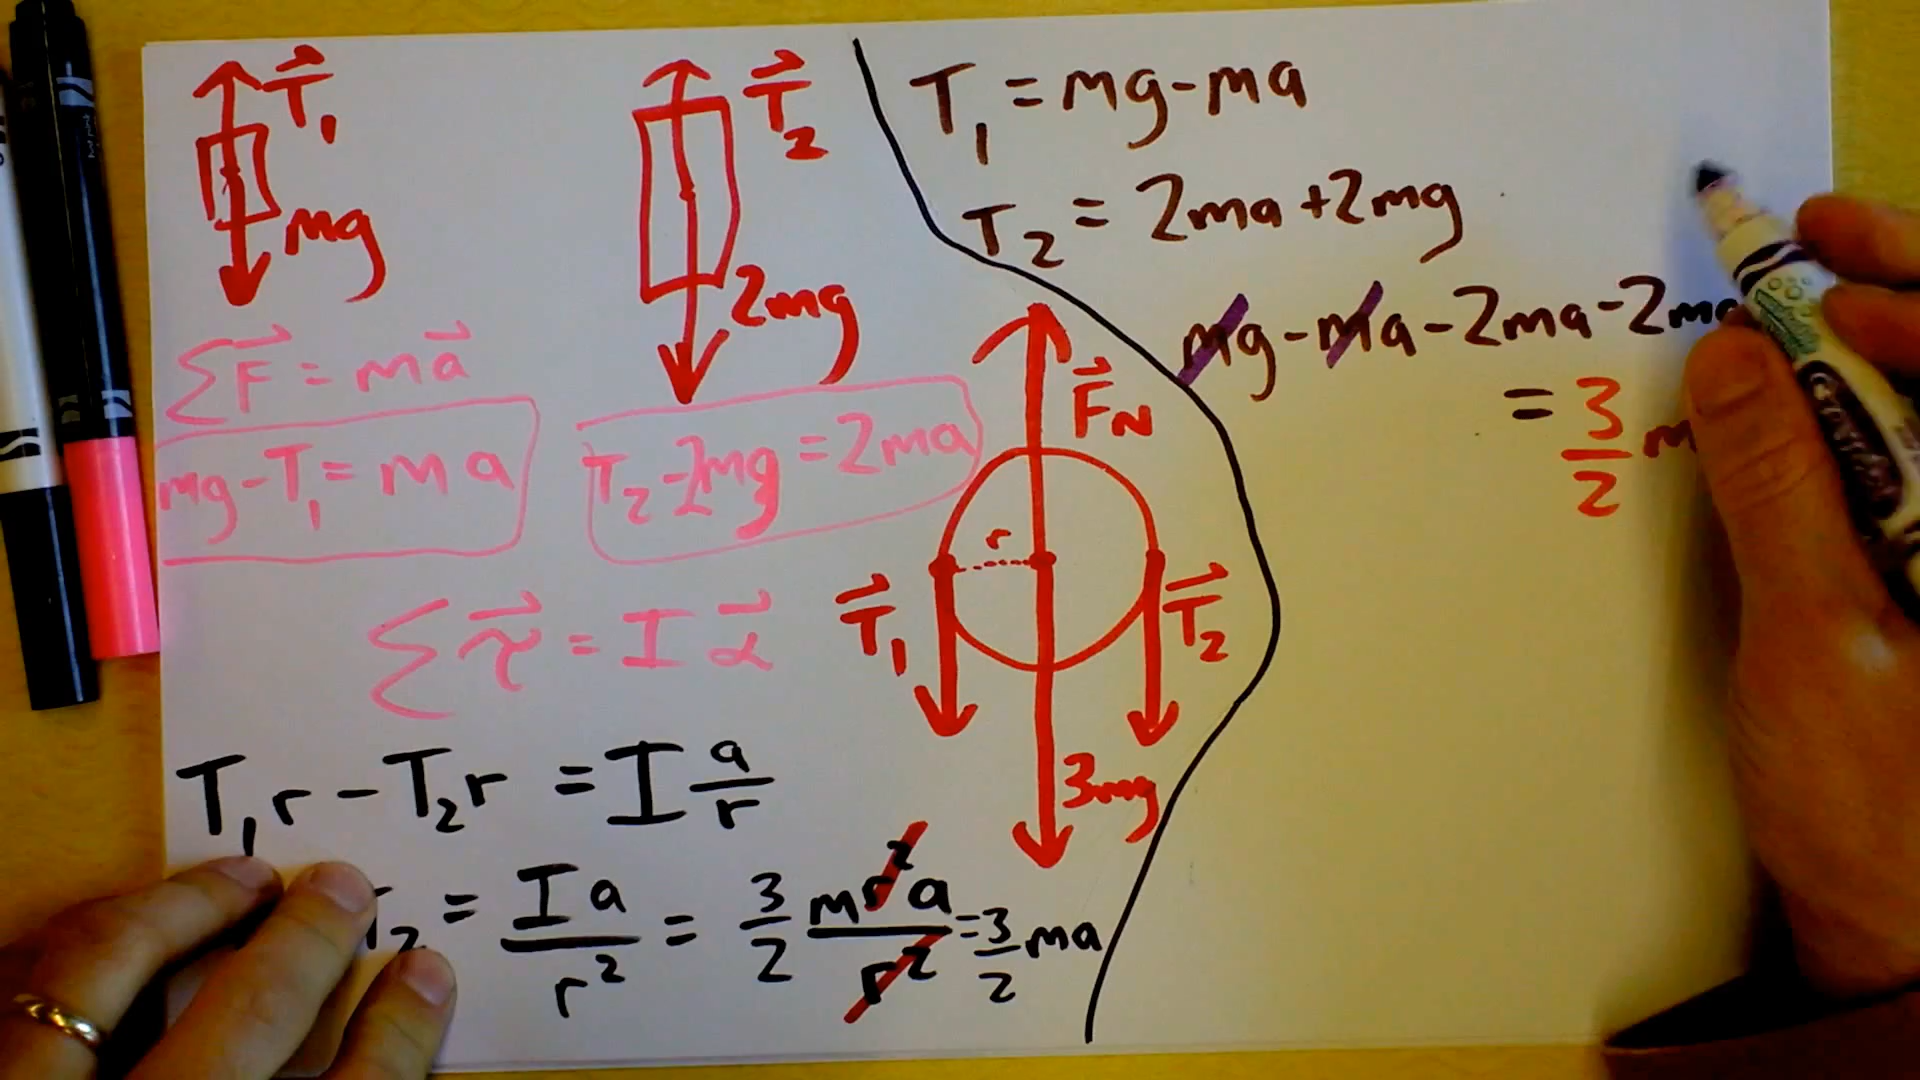 T₁
mg
T₂
2mg
ΣF = ma
mg - T₁ = ma
T₂ - 2mg = 2ma
Στ = Iα
T₁r - T₂r = I a/r
T₂ = Ia/r² = 3/2 mr²a/r² = 3/2 ma
F_N
r
T₁
T₂
3mg
T₁ = mg - ma
T₂ = 2ma + 2mg
mg - ma - 2ma - 2mg
= 3/2 m